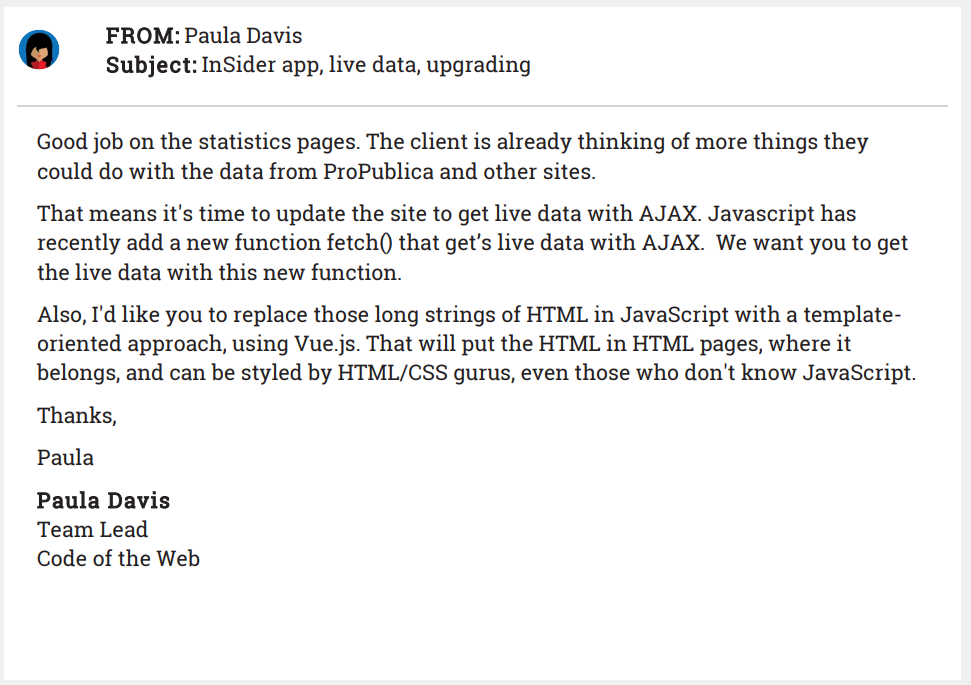 FROM: Paula Davis
Subject: InSider app, live data, upgrading
Good job on the statistics pages. The client is already thinking of more things they
could do with the data from ProPublica and other sites.
That means it's time to update the site to get live data with AJAX. Javascript has
recently add a new function fetch() that get’s live data with AJAX.  We want you to get
the live data with this new function.
Also, I'd like you to replace those long strings of HTML in JavaScript with a template-
oriented approach, using Vue.js. That will put the HTML in HTML pages, where it
belongs, and can be styled by HTML/CSS gurus, even those who don't know JavaScript.
Thanks,
Paula
Paula Davis
Team Lead
Code of the Web